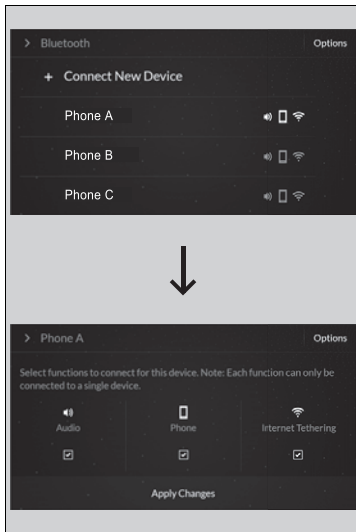 Bluetooth
Options
+ Connect New Device
Phone A
Phone B
Phone C
Phone A
Options
Select functions to connect for this device. Note: Each function can only be
connected to a single device.
Audio
Phone
Internet Tethering
Apply Changes